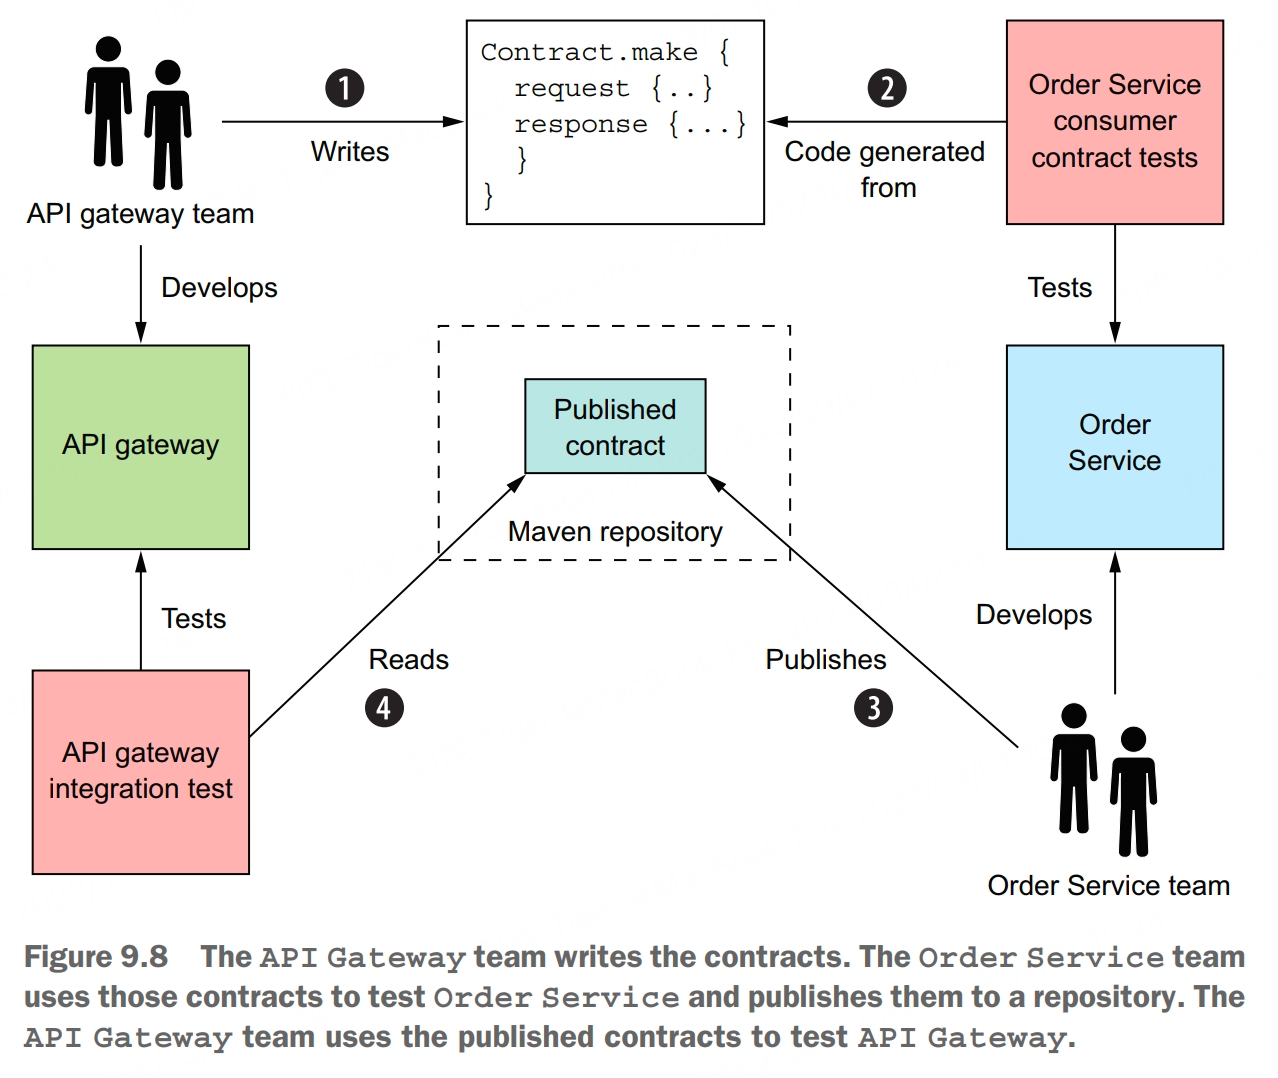 Contract.make {
request {..}
response {...}
}
}
1
Writes
2
Code generated
from
Order Service
consumer
contract tests
API gateway team
Develops
Tests
API gateway
Published
contract
Maven repository
Order
Service
Tests
Reads
4
Publishes
3
Develops
API gateway
integration test
Order Service team
Figure 9.8 The API Gateway team writes the contracts. The Order Service team
uses those contracts to test Order Service and publishes them to a repository. The
API Gateway team uses the published contracts to test API Gateway.